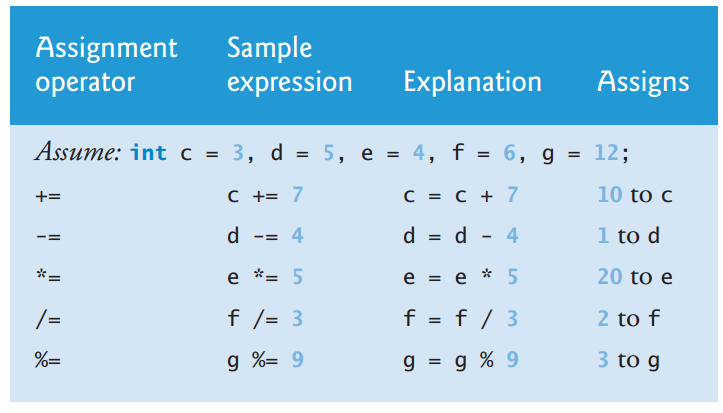 Assignment operator Sample expression Explanation Assigns
Assume: int c = 3, d = 5, e = 4, f = 6, g = 12;
+= c += 7 c = c + 7 10 to c
-= d -= 4 d = d - 4 1 to d
*= e *= 5 e = e * 5 20 to e
/= f /= 3 f = f / 3 2 to f
%= g %= 9 g = g % 9 3 to g